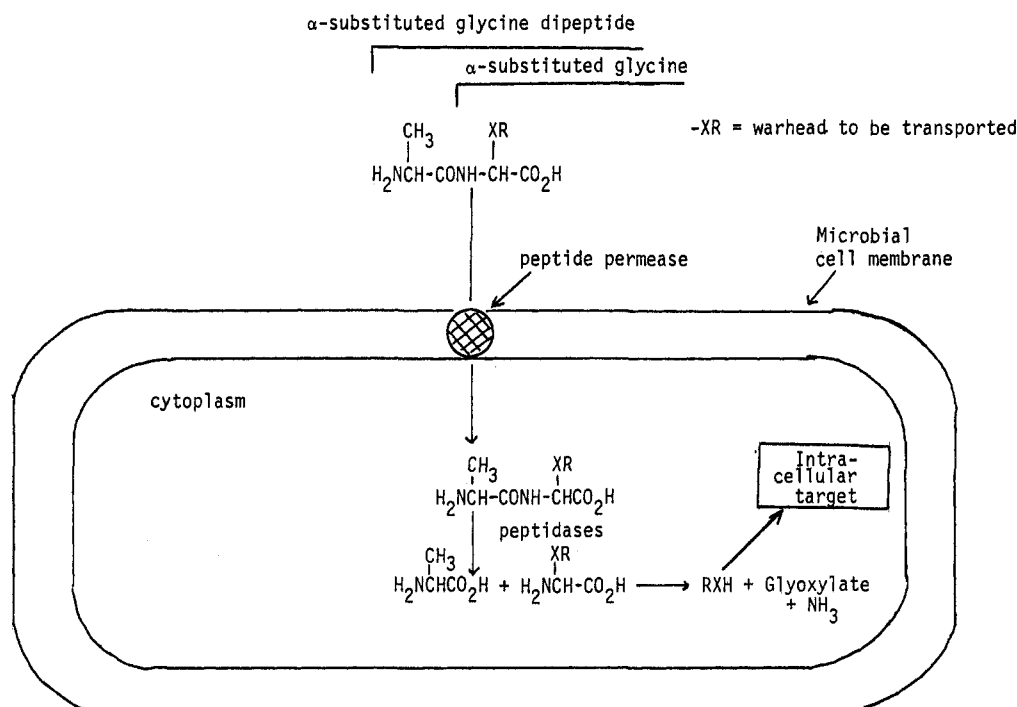 α-substituted glycine dipeptide
α-substituted glycine
-XR = warhead to be transported
CH3 XR
H2NCH-CONH-CH-CO2H
Microbial
cell membrane
peptide permease
cytoplasm
CH3 XR
H2NCH-CONH-CHCO2H
Intra-
cellular
target
peptidases
CH3 XR
H2NCHCO2H + H2NCH-CO2H → RXH + Glyoxylate
+ NH3